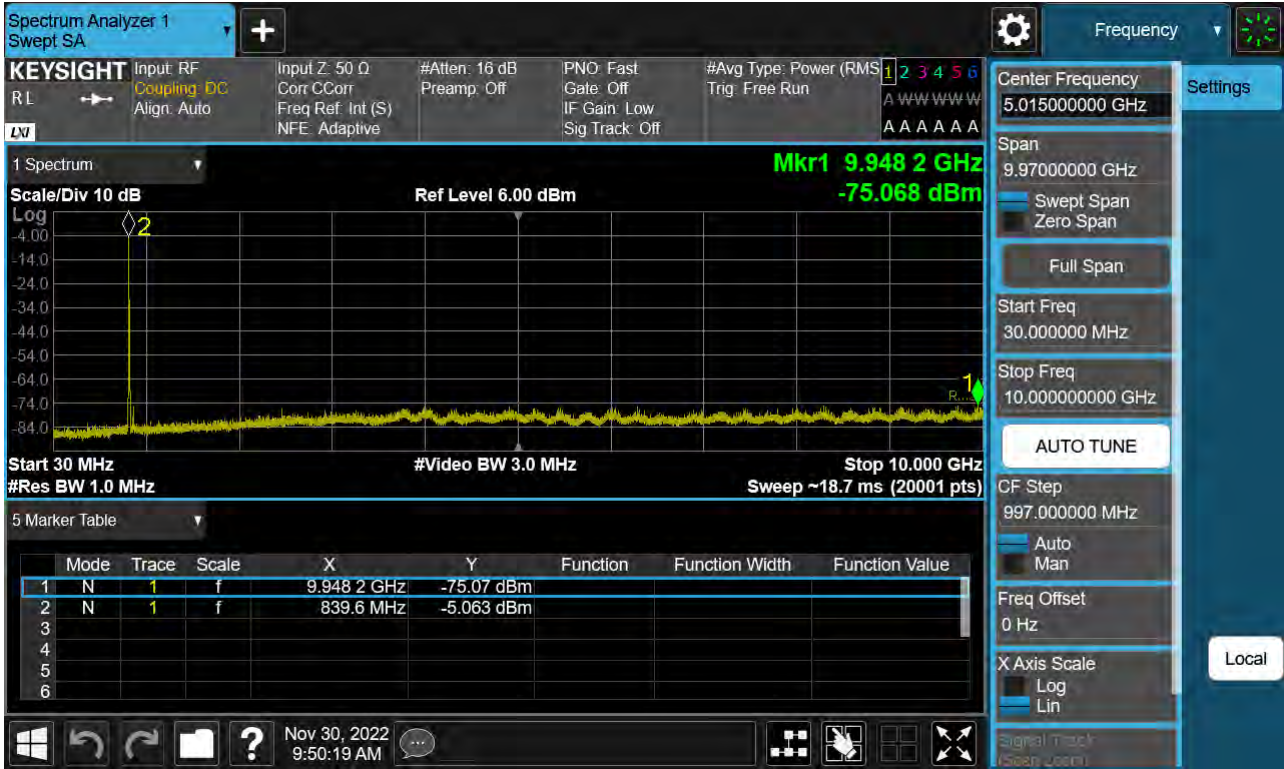 Spectrum Analyzer 1
Swept SA
+
Frequency
KEYSIGHT
RL
LXI
Input: RF
Coupling: DC
Align: Auto
Input Z: 50 Ω
Corr CCorr
Freq Ref: Int (S)
NFE: Adaptive
#Atten: 16 dB
Preamp: Off
PNO: Fast
Gate: Off
IF Gain: Low
Sig Track: Off
#Avg Type: Power (RMS
Trig: Free Run
1 2 3 4 5 6
A W W W W W
A A A A A A
1 Spectrum
Mkr1 9.948 2 GHz
Scale/Div 10 dB
Ref Level 6.00 dBm
-75.068 dBm
Log
2
-4.00
-14.0
-24.0
-34.0
-44.0
-54.0
-64.0
1
-74.0
-84.0
Start 30 MHz
#Video BW 3.0 MHz
Stop 10.000 GHz
#Res BW 1.0 MHz
Sweep ~18.7 ms (20001 pts)
5 Marker Table
Mode Trace Scale X Y Function Function Width Function Value
1 N 1 f 9.948 2 GHz -75.07 dBm
2 N 1 f 839.6 MHz -5.063 dBm
3
4
5
6
Center Frequency
5.015000000 GHz
Settings
Span
9.97000000 GHz
Swept Span
Zero Span
Full Span
Start Freq
30.000000 MHz
Stop Freq
10.000000000 GHz
AUTO TUNE
CF Step
997.000000 MHz
Auto
Man
Freq Offset
0 Hz
X Axis Scale
Log
Lin
Signal Track
(Span Zoom)
Local
?
Nov 30, 2022
9:50:19 AM